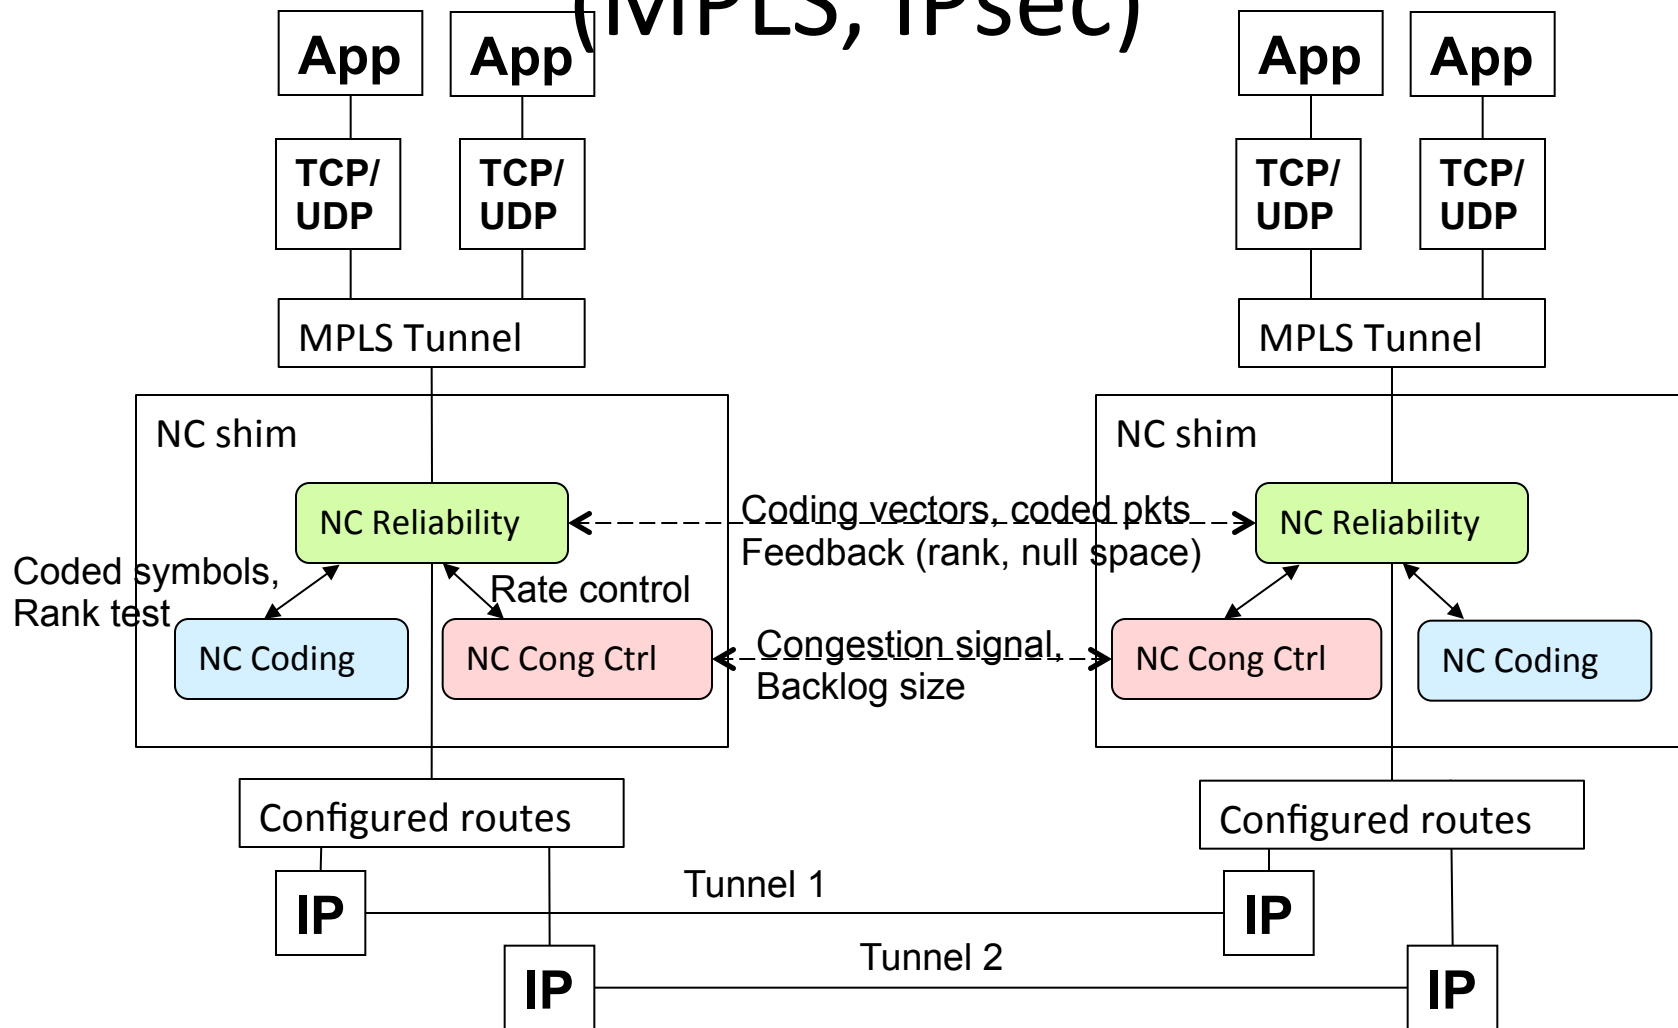 (MPLS, IPsec)
App
App
App
App
TCP/
UDP
TCP/
UDP
TCP/
UDP
TCP/
UDP
MPLS Tunnel
MPLS Tunnel
NC shim
NC shim
NC Reliability
Coding vectors, coded pkts
Feedback (rank, null space)
NC Reliability
Coded symbols,
Rank test
Rate control
NC Coding
NC Cong Ctrl
Congestion signal,
Backlog size
NC Cong Ctrl
NC Coding
Configured routes
Configured routes
Tunnel 1
IP
IP
Tunnel 2
IP
IP